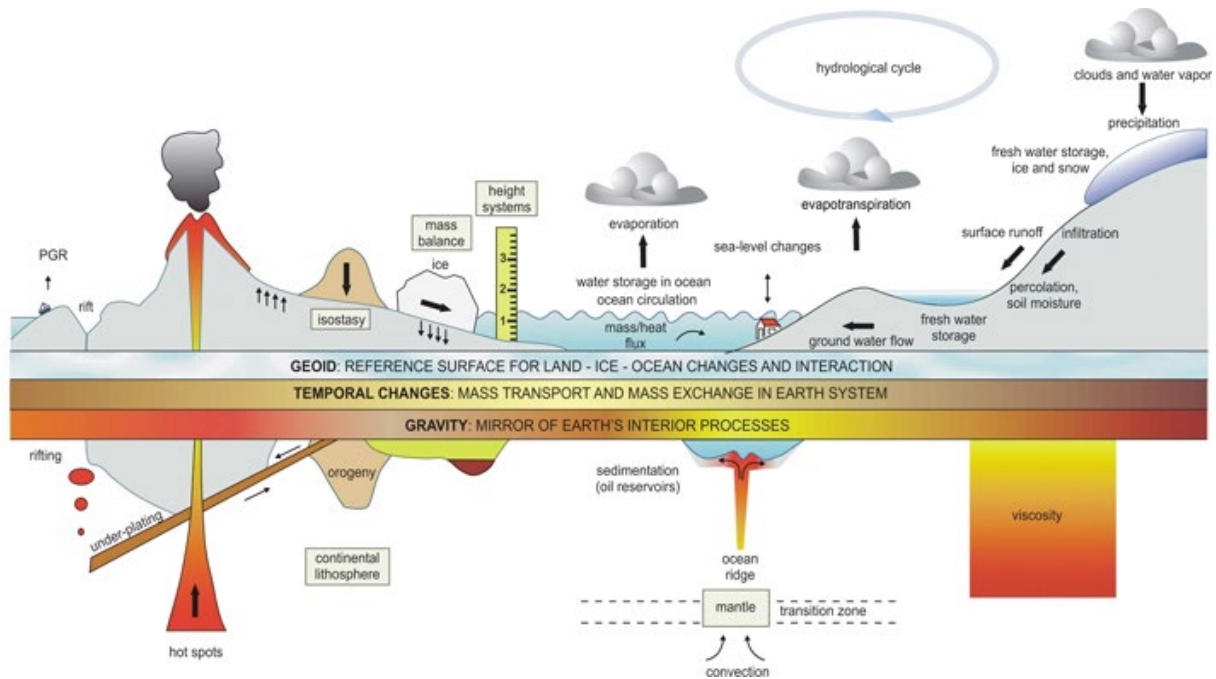 hydrological cycle
clouds and water vapor
precipitation
fresh water storage,
ice and snow
height
systems
evaporation
evapotranspiration
mass
balance
surface runoff
infiltration
PGR
ice
3
2
1
sea-level changes
water storage in ocean
ocean circulation
percolation,
soil moisture
rift
isostasy
mass/heat
flux
ground water flow
fresh water
storage
GEOID: REFERENCE SURFACE FOR LAND - ICE - OCEAN CHANGES AND INTERACTION
TEMPORAL CHANGES: MASS TRANSPORT AND MASS EXCHANGE IN EARTH SYSTEM
GRAVITY: MIRROR OF EARTH'S INTERIOR PROCESSES
rifting
orogeny
sedimentation
(oil reservoirs)
under-plating
viscosity
continental
lithosphere
ocean
ridge
mantle
transition zone
hot spots
convection